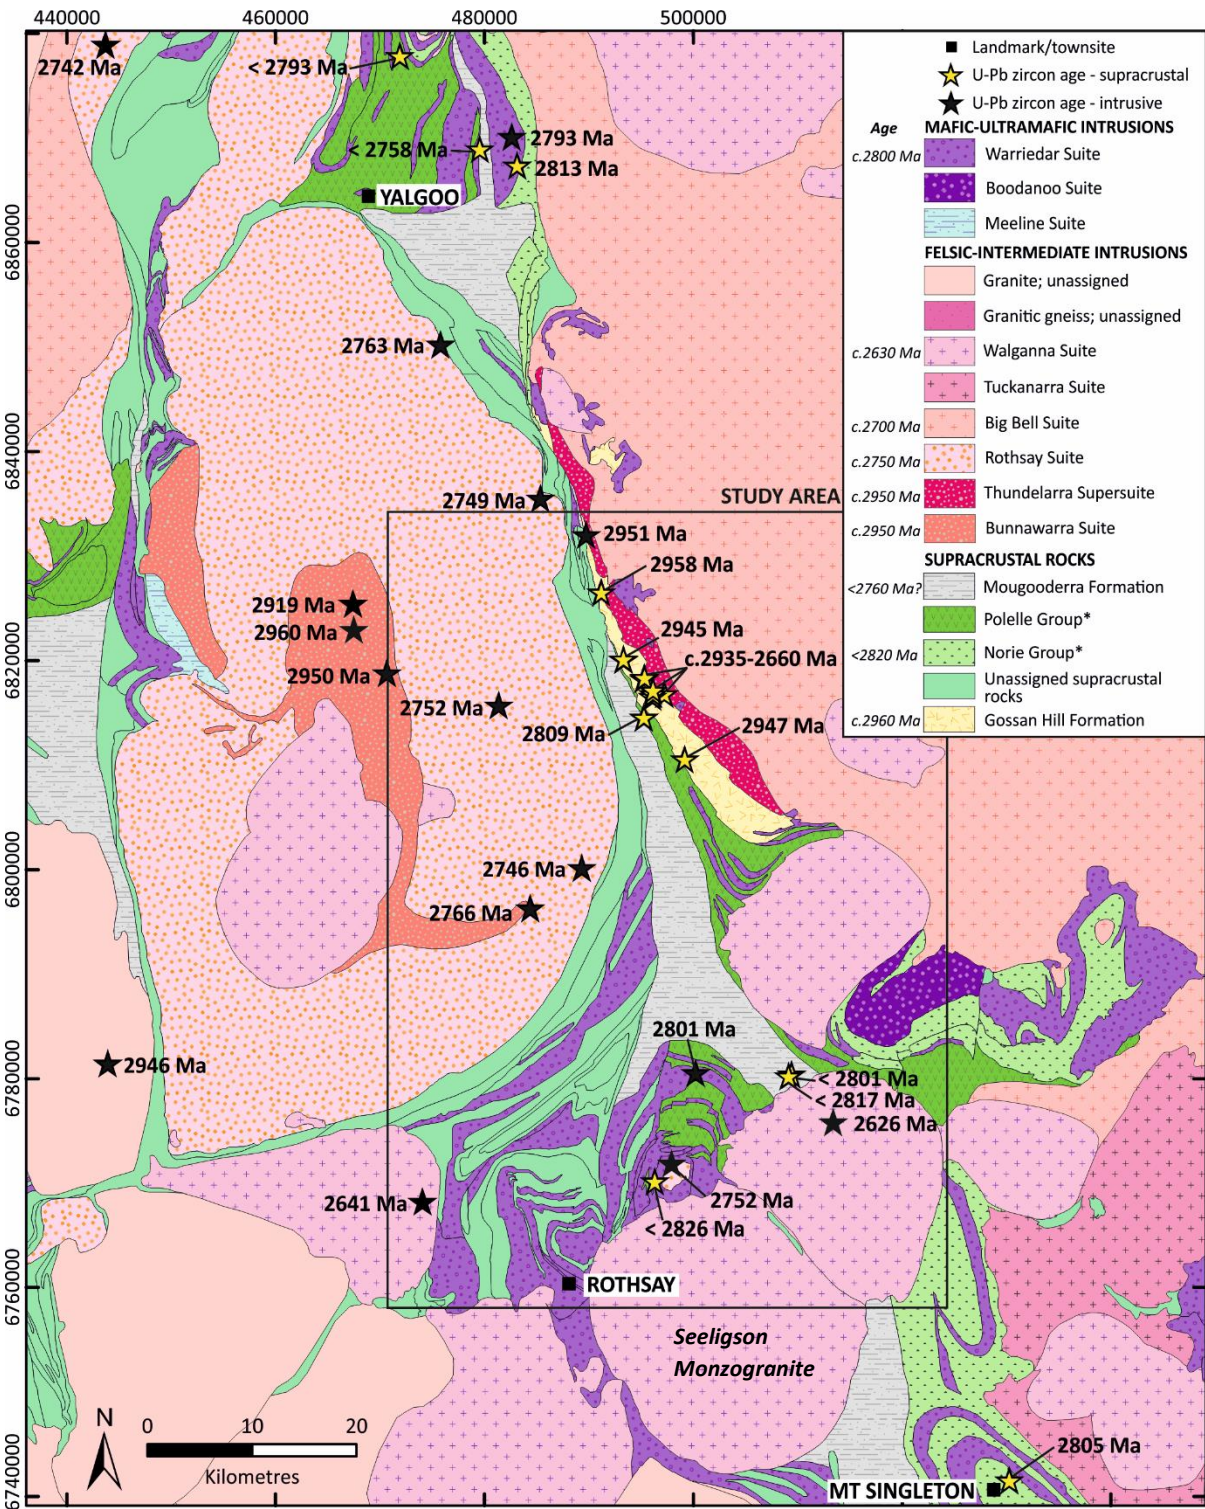 440000
460000
480000
500000
6860000
6840000
6820000
6800000
6780000
6760000
6740000
2742 Ma
< 2793 Ma
< 2758 Ma
2793 Ma
2813 Ma
YALGOO
2763 Ma
2749 Ma
STUDY AREA
2951 Ma
2958 Ma
2919 Ma
2960 Ma
2945 Ma
c.2935-2660 Ma
2950 Ma
2752 Ma
2809 Ma
2947 Ma
2746 Ma
2766 Ma
2801 Ma
2946 Ma
< 2801 Ma
< 2817 Ma
2626 Ma
2641 Ma
2752 Ma
< 2826 Ma
ROTHSAY
Seeligson
Monzogranite
2805 Ma
MT SINGLETON
N
0 10 20
Kilometres
Landmark/townsite
U-Pb zircon age - supracrustal
U-Pb zircon age - intrusive
Age MAFIC-ULTRAMAFIC INTRUSIONS
c.2800 Ma Warriedar Suite
Boodanoo Suite
Meeline Suite
FELSIC-INTERMEDIATE INTRUSIONS
Granite; unassigned
Granitic gneiss; unassigned
c.2630 Ma Walganna Suite
Tuckanarra Suite
c.2700 Ma Big Bell Suite
c.2750 Ma Rothsay Suite
c.2950 Ma Thundelarra Supersuite
c.2950 Ma Bunnawarra Suite
SUPRACRUSTAL ROCKS
<2760 Ma? Mougooderra Formation
Polelle Group*
<2820 Ma Norie Group*
Unassigned supracrustal
rocks
c.2960 Ma Gossan Hill Formation